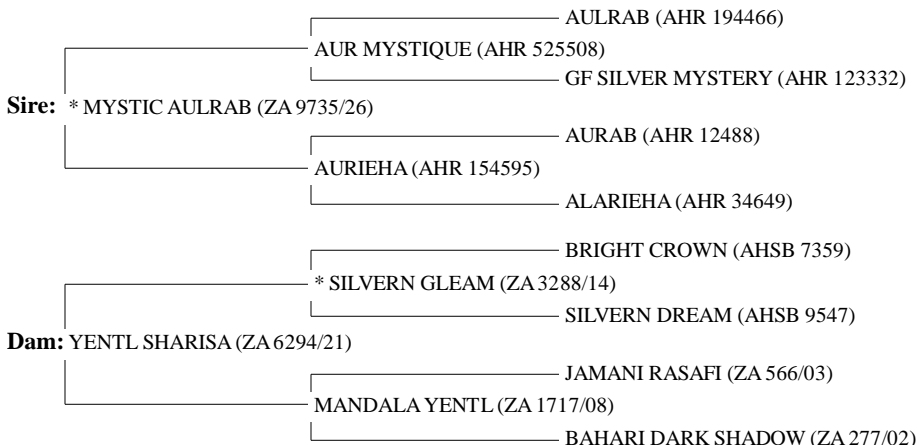 AULRAB (AHR 194466)
AUR MYSTIQUE (AHR 525508)
GF SILVER MYSTERY (AHR 123332)
Sire: * MYSTIC AULRAB (ZA 9735/26)
AURAB (AHR 12488)
AURIEHA (AHR 154595)
ALARIEHA (AHR 34649)
BRIGHT CROWN (AHSB 7359)
* SILVERN GLEAM (ZA 3288/14)
SILVERN DREAM (AHSB 9547)
Dam: YENTL SHARISA (ZA 6294/21)
JAMANI RASAFI (ZA 566/03)
MANDALA YENTL (ZA 1717/08)
BAHARI DARK SHADOW (ZA 277/02)